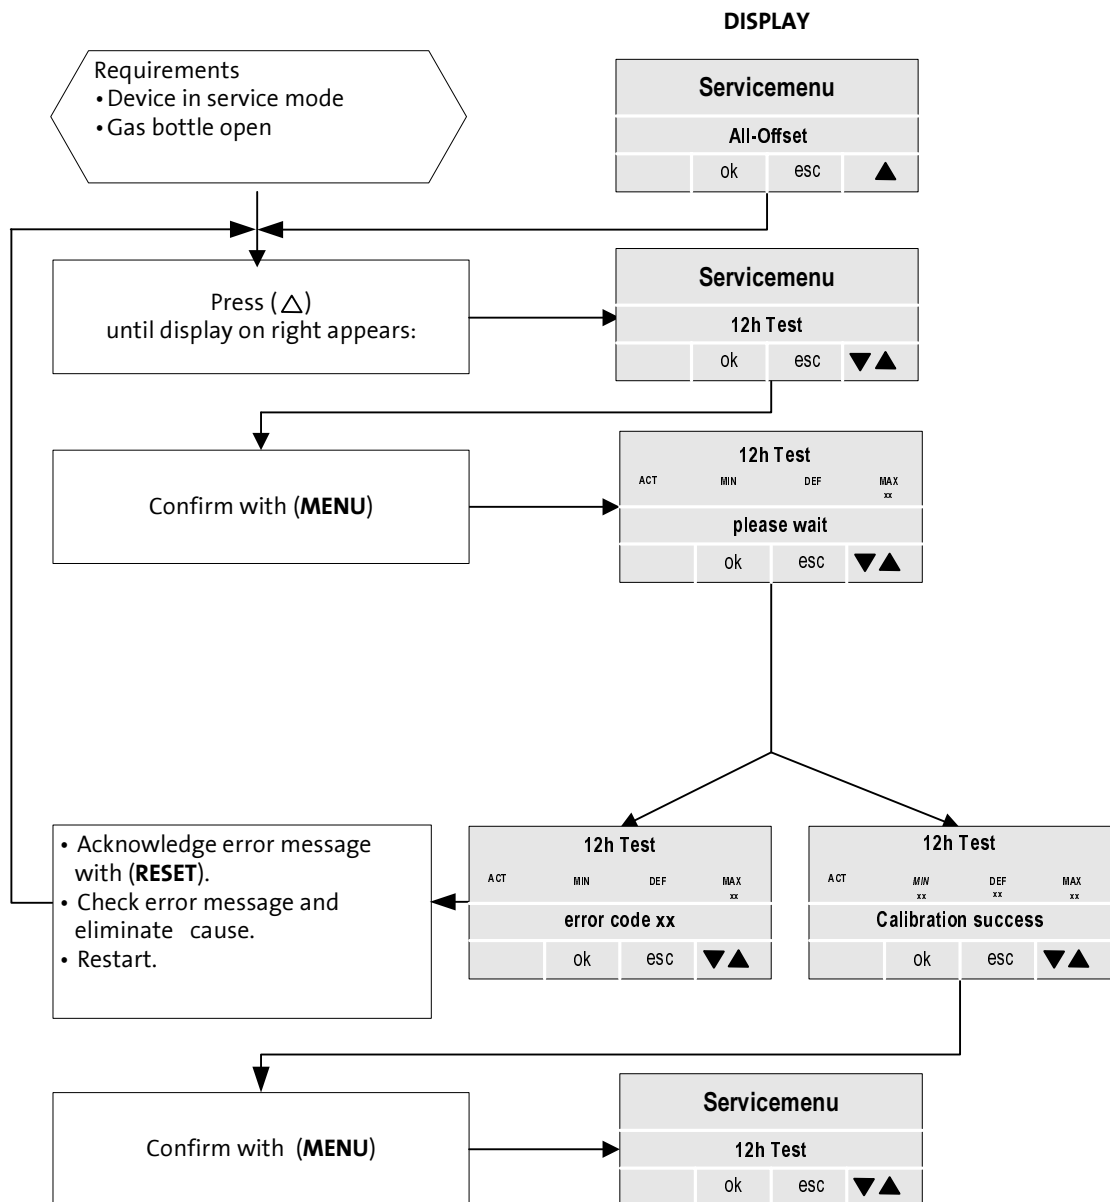 DISPLAY
Requirements
• Device in service mode
• Gas bottle open
Servicemenu
All-Offset
ok esc ▲
Press (△)
until display on right appears:
Servicemenu
12h Test
ok esc ▼▲
Confirm with (MENU)
12h Test
ACT MIN DEF MAX
xx
please wait
ok esc ▼▲
• Acknowledge error message
with (RESET).
• Check error message and
eliminate cause.
• Restart.
12h Test
ACT MIN DEF MAX
xx
error code xx
ok esc ▼▲
12h Test
ACT MIN DEF MAX
xx xx xx
Calibration success
ok esc ▼▲
Confirm with (MENU)
Servicemenu
12h Test
ok esc ▼▲